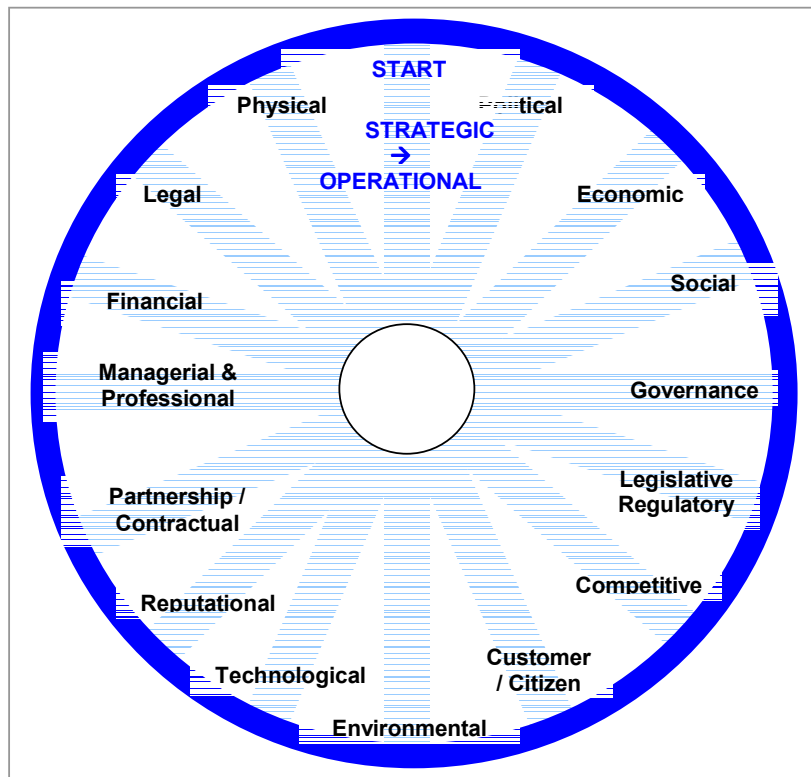 START
Political
STRATEGIC
→
OPERATIONAL
Economic
Social
Governance
Legislative
Regulatory
Competitive
Customer
/ Citizen
Environmental
Technological
Reputational
Partnership /
Contractual
Managerial &
Professional
Financial
Legal
Physical